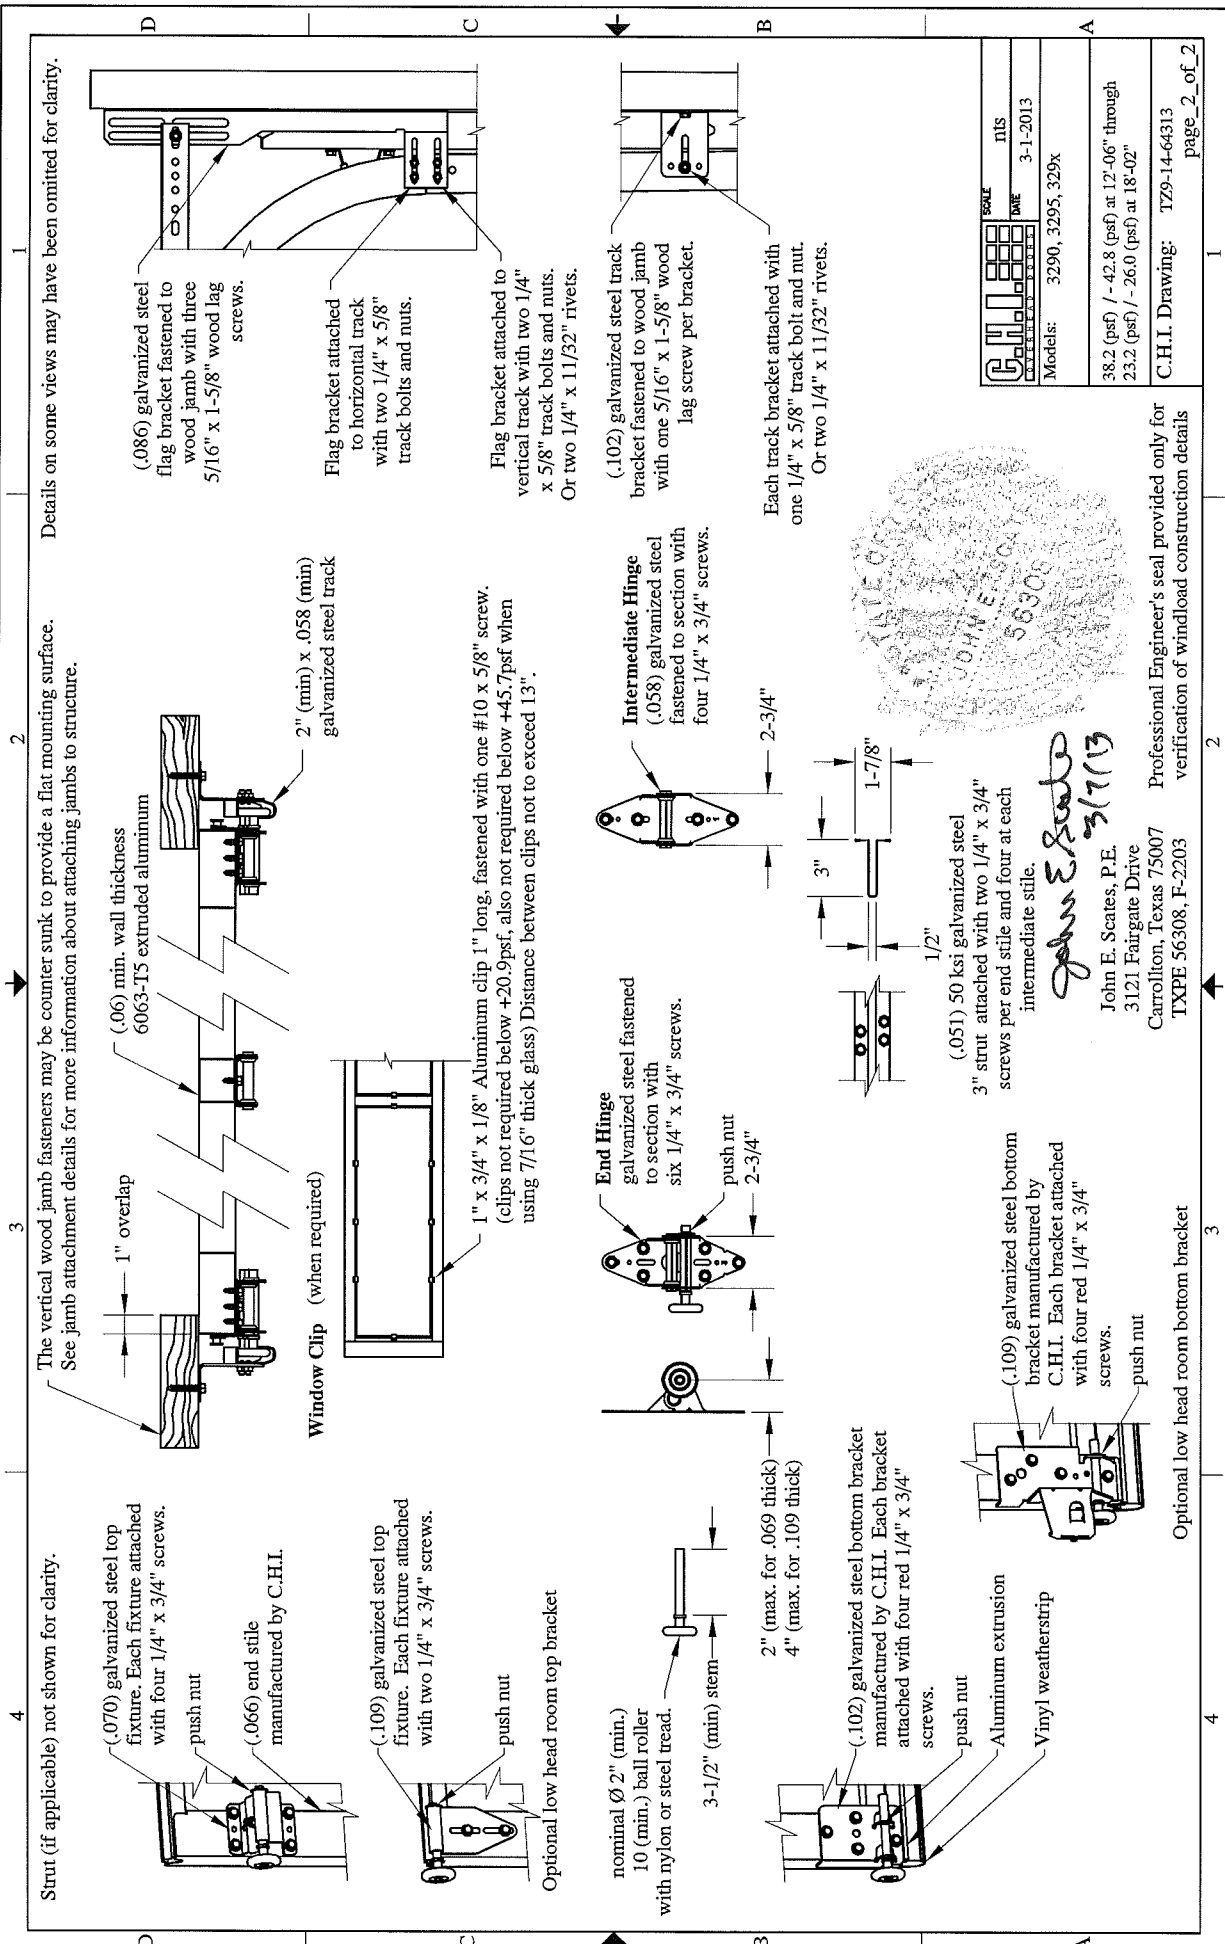 4
3
2
1
D
C
B
A
Strut (if applicable) not shown for clarity.
The vertical wood jamb fasteners may be counter sunk to provide a flat mounting surface.
See jamb attachment details for more information about attaching jambs to structure.
Details on some views may have been omitted for clarity.
(.070) galvanized steel top
fixture. Each fixture attached
with four 1/4" x 3/4" screws.
push nut
(.066) end stile
manufactured by C.H.I.
(.109) galvanized steel top
fixture. Each fixture attached
with two 1/4" x 3/4" screws.
push nut
Optional low head room top bracket
nominal Ø 2" (min.)
10 (min.) ball roller
with nylon or steel tread.
3-1/2" (min) stem
2" (max. for .069 thick)
4" (max. for .109 thick)
(.102) galvanized steel bottom bracket
manufactured by C.H.I. Each bracket
attached with four red 1/4" x 3/4"
screws.
push nut
Aluminum extrusion
Vinyl weatherstrip
1" overlap
(.06) min. wall thickness
6063-T5 extruded aluminum
2" (min) x .058 (min)
galvanized steel track
Window Clip (when required)
1" x 3/4" x 1/8" Aluminum clip 1" long, fastened with one #10 x 5/8" screw.
(clips not required below +20.9psf, also not required below +45.7psf when
using 7/16" thick glass) Distance between clips not to exceed 13".
End Hinge
galvanized steel fastened
to section with
six 1/4" x 3/4" screws.
push nut
2-3/4"
Intermediate Hinge
(.058) galvanized steel
fastened to section with
four 1/4" x 3/4" screws.
2-3/4"
(.109) galvanized steel bottom
bracket manufactured by
C.H.I. Each bracket attached
with four red 1/4" x 3/4"
screws.
push nut
Optional low head room bottom bracket
3"
1-7/8"
1/2"
(.051) 50 ksi galvanized steel
3" strut attached with two 1/4" x 3/4"
screws per end stile and four at each
intermediate stile.
John E Scates
3/7/13
John E. Scates, P.E.
3121 Fairgate Drive
Carrollton, Texas 75007
TXPE 56308, F-2203
JOHN E. SCAT
56308
Professional Engineer's seal provided only for
verification of windload construction details
(.086) galvanized steel
flag bracket fastened to
wood jamb with three
5/16" x 1-5/8" wood lag
screws.
Flag bracket attached
to horizontal track
with two 1/4" x 5/8"
track bolts and nuts.
Flag bracket attached to
vertical track with two 1/4"
x 5/8" track bolts and nuts.
Or two 1/4" x 11/32" rivets.
(.102) galvanized steel track
bracket fastened to wood jamb
with one 5/16" x 1-5/8" wood
lag screw per bracket.
Each track bracket attached with
one 1/4" x 5/8" track bolt and nut.
Or two 1/4" x 11/32" rivets.
C.H.I.
OVERHEAD DOORS
SCALE
nts
DATE
3-1-2013
Models: 3290, 3295, 329x
38.2 (psf) / - 42.8 (psf) at 12'-06" through
23.2 (psf) / - 26.0 (psf) at 18'-02"
C.H.I. Drawing: TZ9-14-64313
page_2_of_2
4
3
2
1
C
B
A